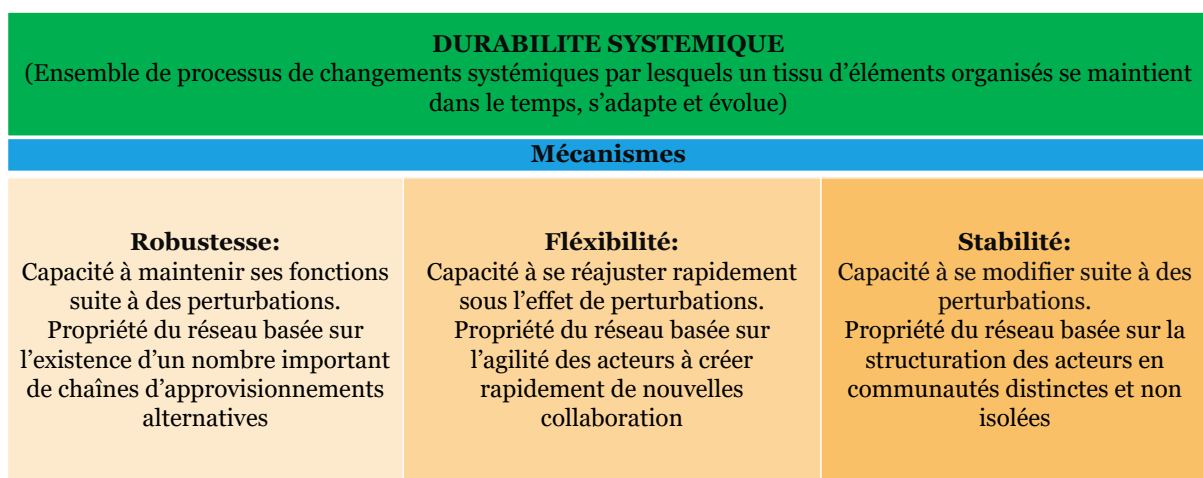 DURABILITE SYSTEMIQUE
(Ensemble de processus de changements systémiques par lesquels un tissu d’éléments organisés se maintient
dans le temps, s’adapte et évolue)
Mécanismes
Robustesse:
Capacité à maintenir ses fonctions
suite à des perturbations.
Propriété du réseau basée sur
l’existence d’un nombre important
de chaînes d’approvisionnements
alternatives
Fléxibilité:
Capacité à se réajuster rapidement
sous l’effet de perturbations.
Propriété du réseau basée sur
l’agilité des acteurs à créer
rapidement de nouvelles
collaboration
Stabilité:
Capacité à se modifier suite à des
perturbations.
Propriété du réseau basée sur la
structuration des acteurs en
communautés distinctes et non
isolées